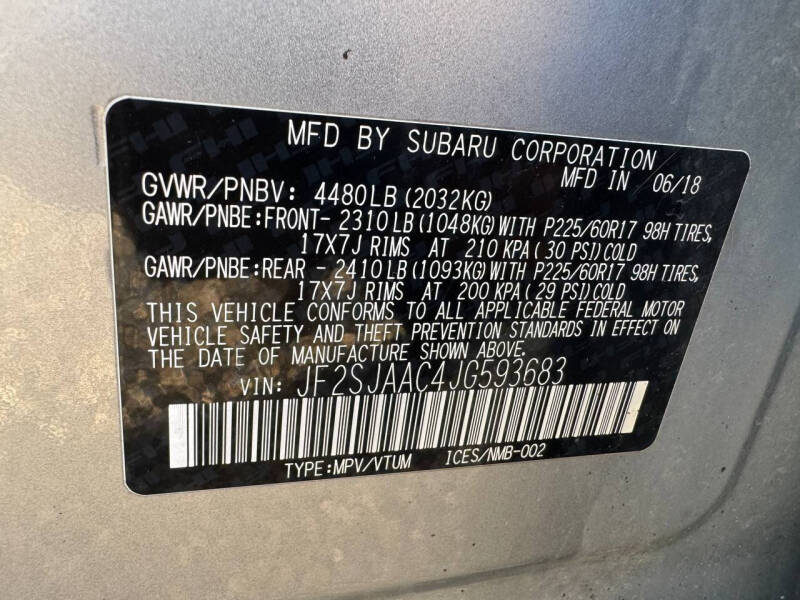 MFD BY SUBARU CORPORATION
MFD IN 06/18
GVWR/PNBV: 4480LB (2032KG)
GAWR/PNBE:FRONT- 2310LB (1048KG) WITH P225/60R17 98H TIRES,
17X7J RIMS AT 210 KPA (30 PSI) COLD
GAWR/PNBE:REAR - 2410LB (1093KG) WITH P225/60R17 98H TIRES,
17X7J RIMS AT 200 KPA (29 PSI) COLD
THIS VEHICLE CONFORMS TO ALL APPLICABLE FEDERAL MOTOR
VEHICLE SAFETY AND THEFT PREVENTION STANDARDS IN EFFECT ON
THE DATE OF MANUFACTURE SHOWN ABOVE.
VIN: JF2SJAAC4JG593683
TYPE:MPV/VTUM ICES/NMB-002